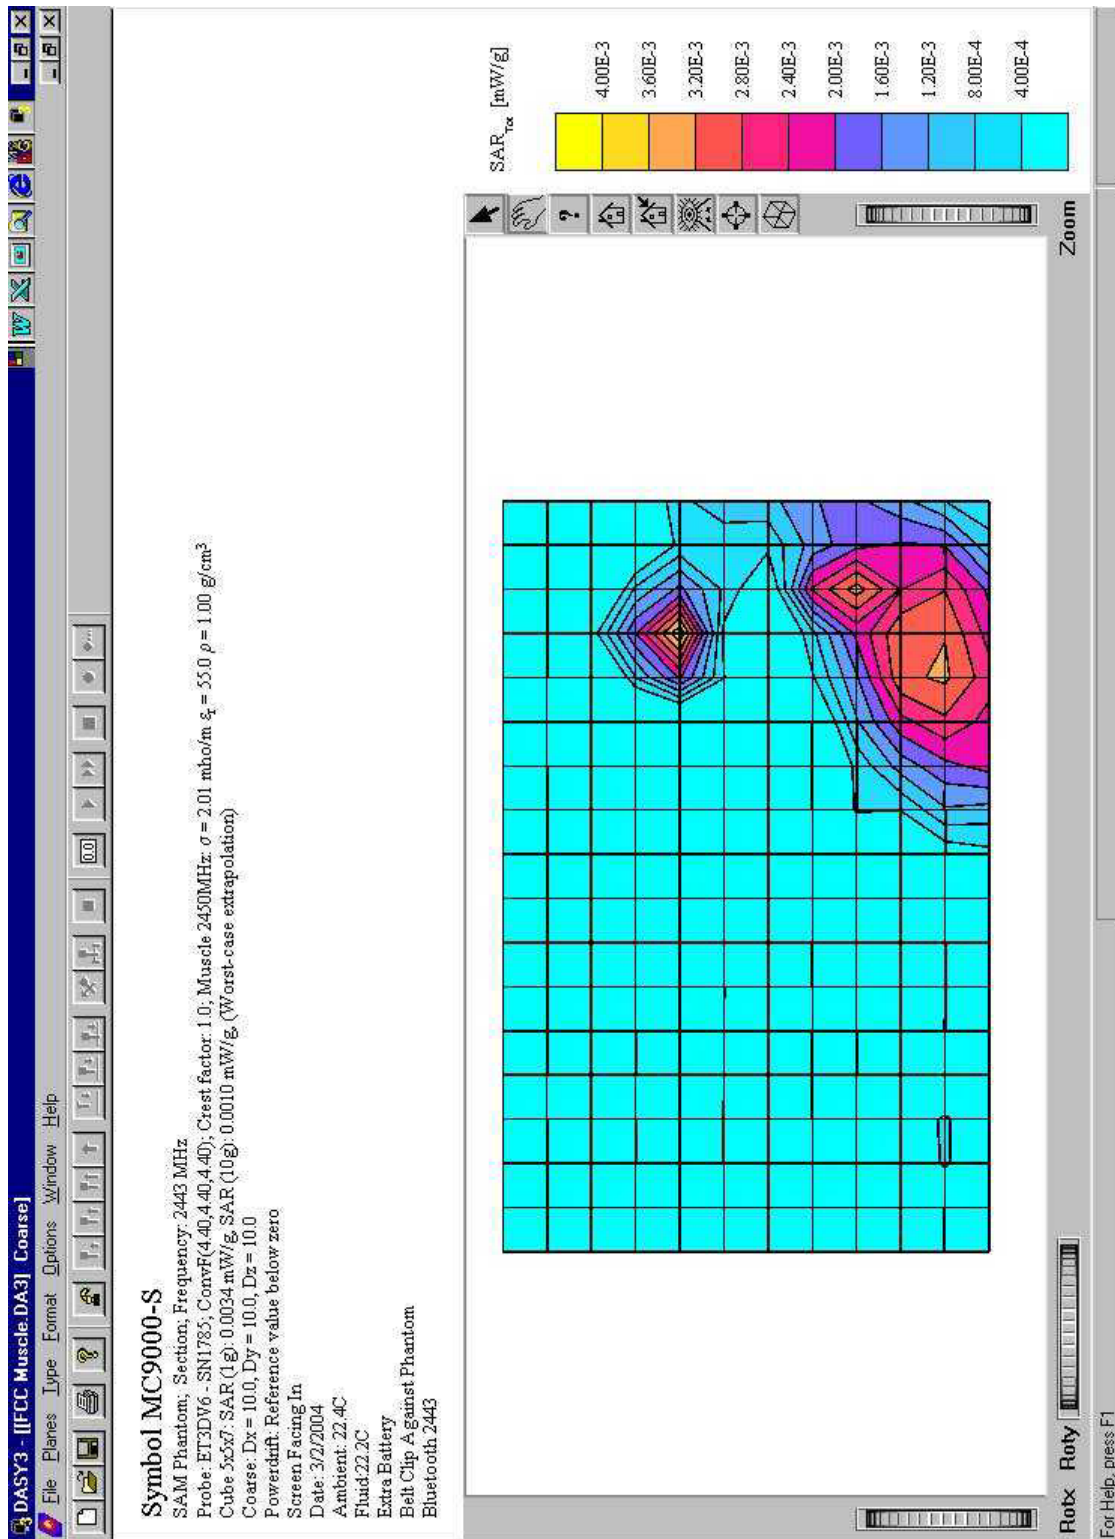 DASY3 - [[FCC Muscle.DA3] Coarse]
File Planes Type Format Options Window Help
Symbol MC9000-S
SAM Phantom; Section; Frequency: 2443 MHz
Probe: ET3DV6 - SN1785; ConvF(4.40,4.40,4.40); Crest factor: 1.0; Muscle 2450MHz: σ = 2.01 mho/m εr = 55.0 ρ = 1.00 g/cm³
Cube 5x5x7: SAR (1g): 0.0034 mW/g, SAR (10g): 0.0010 mW/g, (Worst-case extrapolation)
Coarse: Dx = 10.0, Dy = 10.0, Dz = 10.0
Powerdrift: Reference value below zero
Screen Facing In
Date: 3/2/2004
Ambient: 22.4C
Fluid:22.2C
Extra Battery
Belt Clip Against Phantom
Bluetooth 2443
SAR Tot [mW/g]
4.00E-3
3.60E-3
3.20E-3
2.80E-3
2.40E-3
2.00E-3
1.60E-3
1.20E-3
8.00E-4
4.00E-4
Rotx Roty Zoom
For Help, press F1